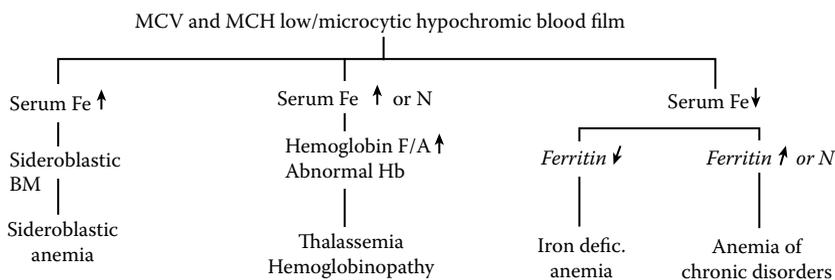 MCV and MCH low/microcytic hypochromic blood film
Serum Fe ↑
Serum Fe ↑ or N
Serum Fe↓
Sideroblastic
BM
Hemoglobin F/A↑
Abnormal Hb
Ferritin ↓
Ferritin ↑ or N
Sideroblastic
anemia
Thalassemia
Hemoglobinopathy
Iron defic.
anemia
Anemia of
chronic disorders